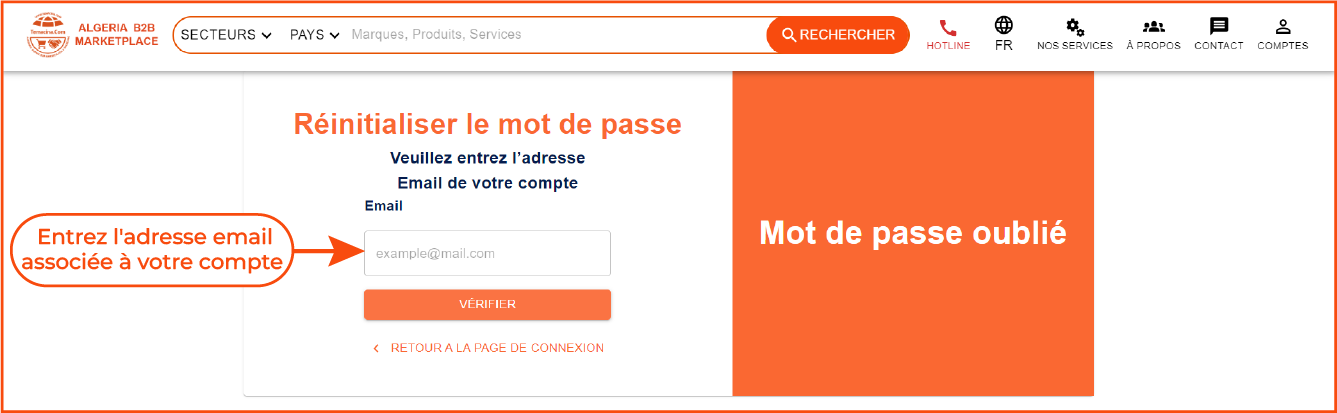 ALGERIA B2B
MARKETPLACE
SECTEURS
PAYS
Marques, Produits, Services
RECHERCHER
HOTLINE
FR
NOS SERVICES
À PROPOS
CONTACT
COMPTES
Réinitialiser le mot de passe
Veuillez entrez l'adresse
Email de votre compte
Email
Entrez l'adresse email
associée à votre compte
example@mail.com
VÉRIFIER
RETOUR A LA PAGE DE CONNEXION
Mot de passe oublié